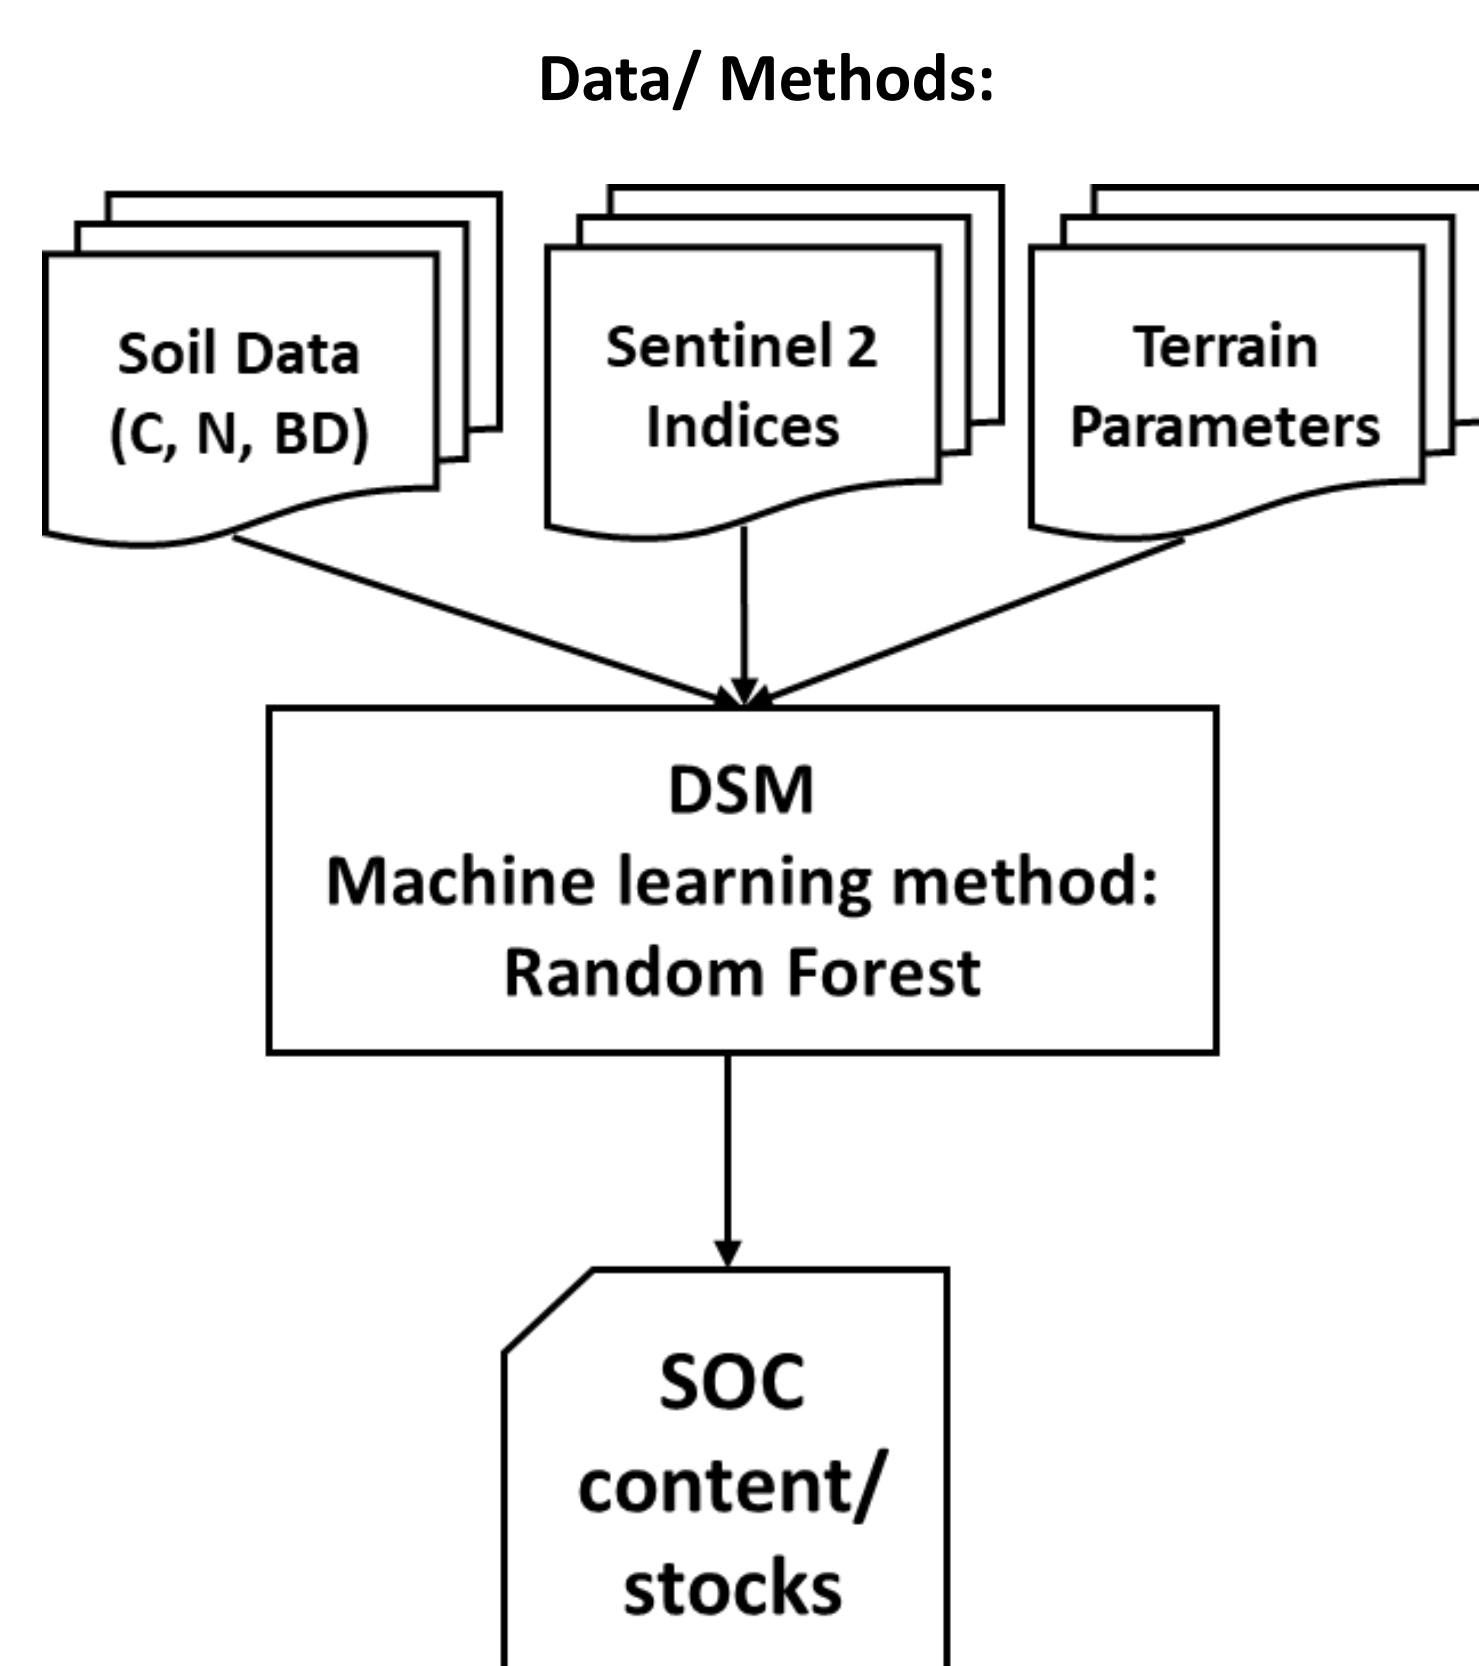 Data/ Methods:
Soil Data
(C, N, BD)
Sentinel 2
Indices
Terrain
Parameters
DSM
Machine learning method:
Random Forest
SOC
content/
stocks